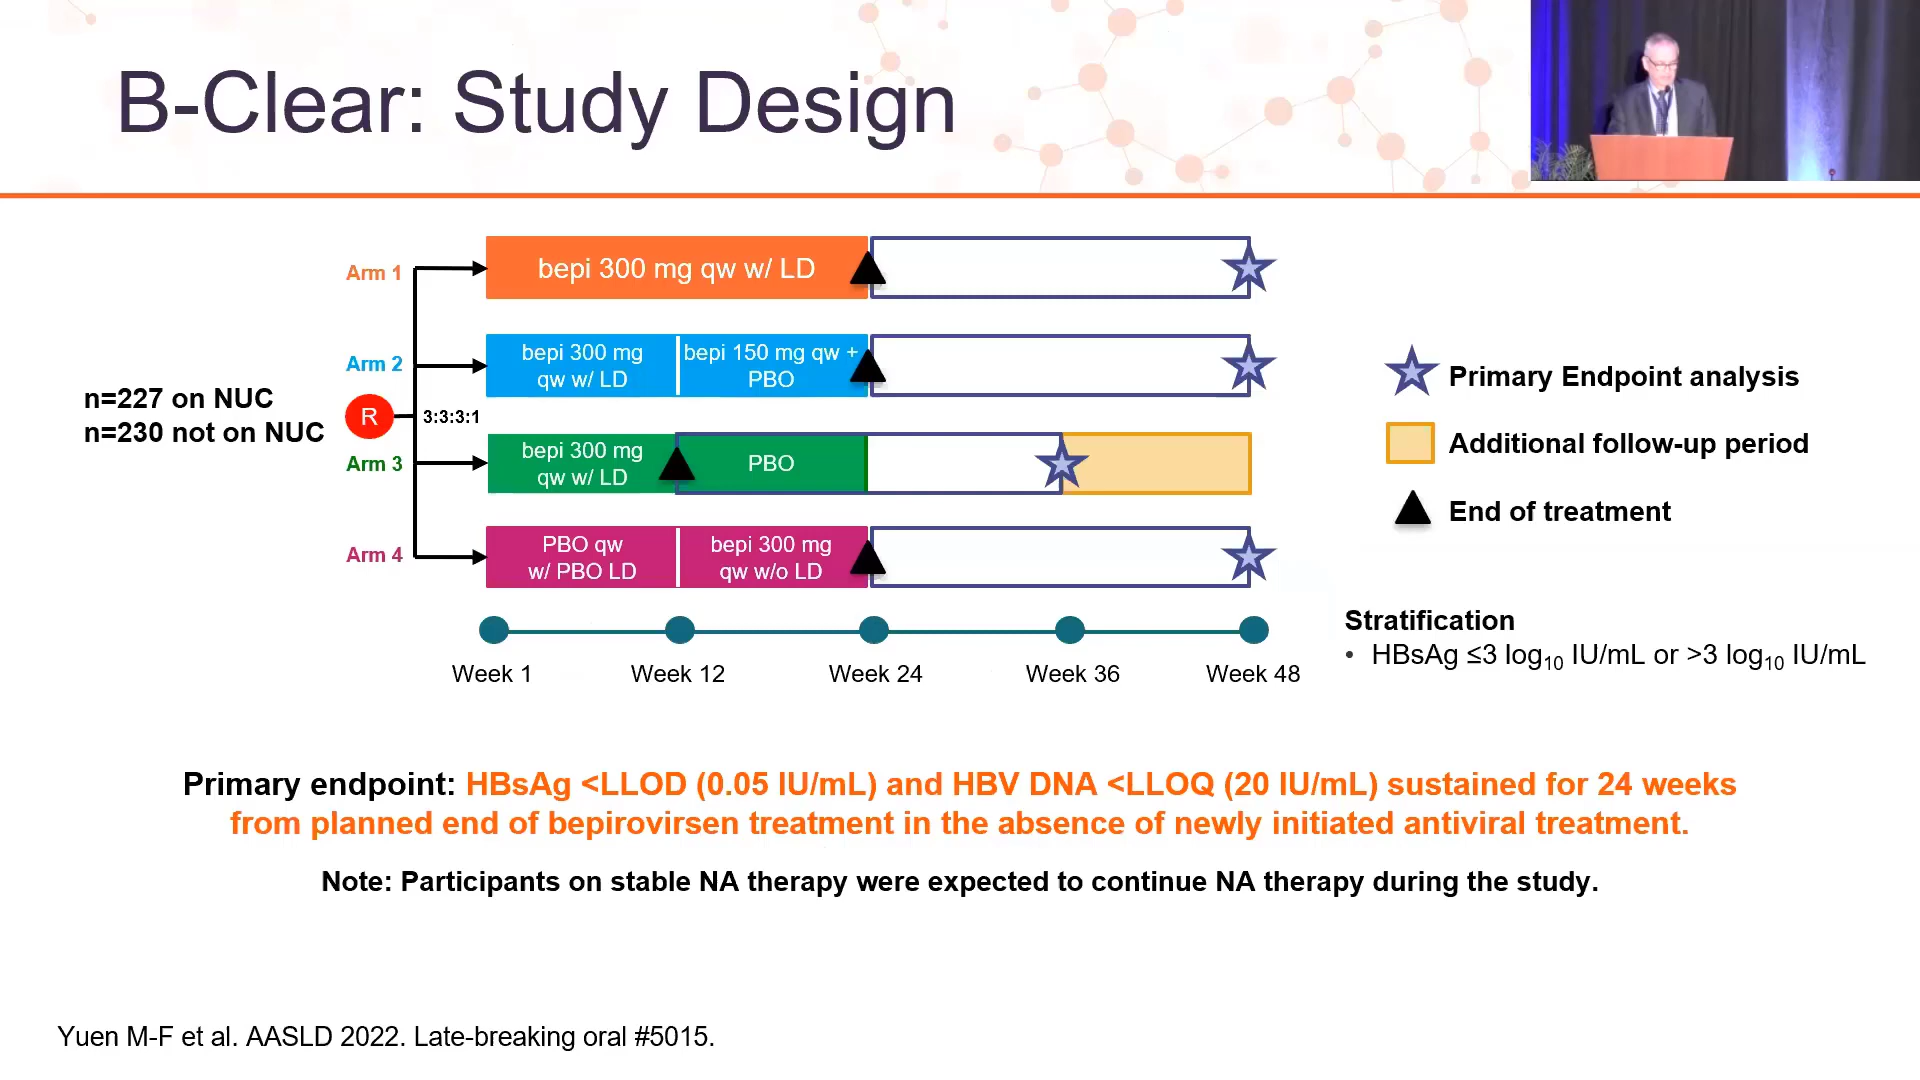 B-Clear: Study Design
Arm 1
bepi 300 mg qw w/ LD
Arm 2
bepi 300 mg
qw w/ LD
bepi 150 mg qw +
PBO
n=227 on NUC
n=230 not on NUC
R
3:3:3:1
Arm 3
bepi 300 mg
qw w/ LD
PBO
Arm 4
PBO qw
w/ PBO LD
bepi 300 mg
qw w/o LD
Week 1
Week 12
Week 24
Week 36
Week 48
Primary Endpoint analysis
Additional follow-up period
End of treatment
Stratification
• HBsAg ≤3 log10 IU/mL or >3 log10 IU/mL
Primary endpoint: HBsAg <LLOD (0.05 IU/mL) and HBV DNA <LLOQ (20 IU/mL) sustained for 24 weeks
from planned end of bepirovirsen treatment in the absence of newly initiated antiviral treatment.
Note: Participants on stable NA therapy were expected to continue NA therapy during the study.
Yuen M-F et al. AASLD 2022. Late-breaking oral #5015.